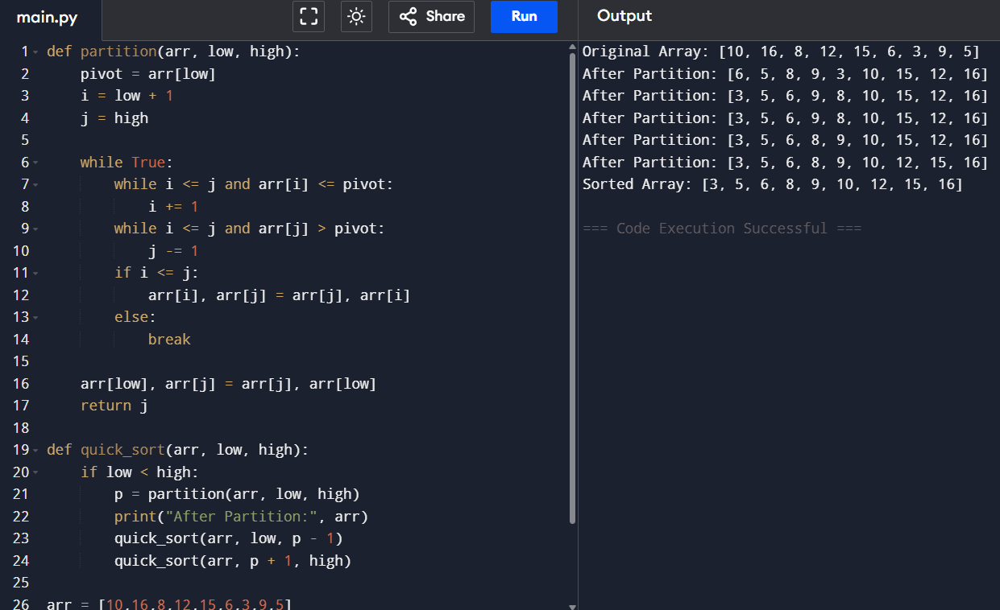 main.py
Share
Run
Output
1 def partition(arr, low, high):
2     pivot = arr[low]
3     i = low + 1
4     j = high
5
6     while True:
7         while i <= j and arr[i] <= pivot:
8             i += 1
9         while i <= j and arr[j] > pivot:
10             j -= 1
11         if i <= j:
12             arr[i], arr[j] = arr[j], arr[i]
13         else:
14             break
15
16     arr[low], arr[j] = arr[j], arr[low]
17     return j
18
19 def quick_sort(arr, low, high):
20     if low < high:
21         p = partition(arr, low, high)
22         print("After Partition:", arr)
23         quick_sort(arr, low, p - 1)
24         quick_sort(arr, p + 1, high)
25
26 arr = [10,16,8,12,15,6,3,9,5]
Original Array: [10, 16, 8, 12, 15, 6, 3, 9, 5]
After Partition: [6, 5, 8, 9, 3, 10, 15, 12, 16]
After Partition: [3, 5, 6, 9, 8, 10, 15, 12, 16]
After Partition: [3, 5, 6, 9, 8, 10, 15, 12, 16]
After Partition: [3, 5, 6, 8, 9, 10, 15, 12, 16]
After Partition: [3, 5, 6, 8, 9, 10, 12, 15, 16]
Sorted Array: [3, 5, 6, 8, 9, 10, 12, 15, 16]
=== Code Execution Successful ===